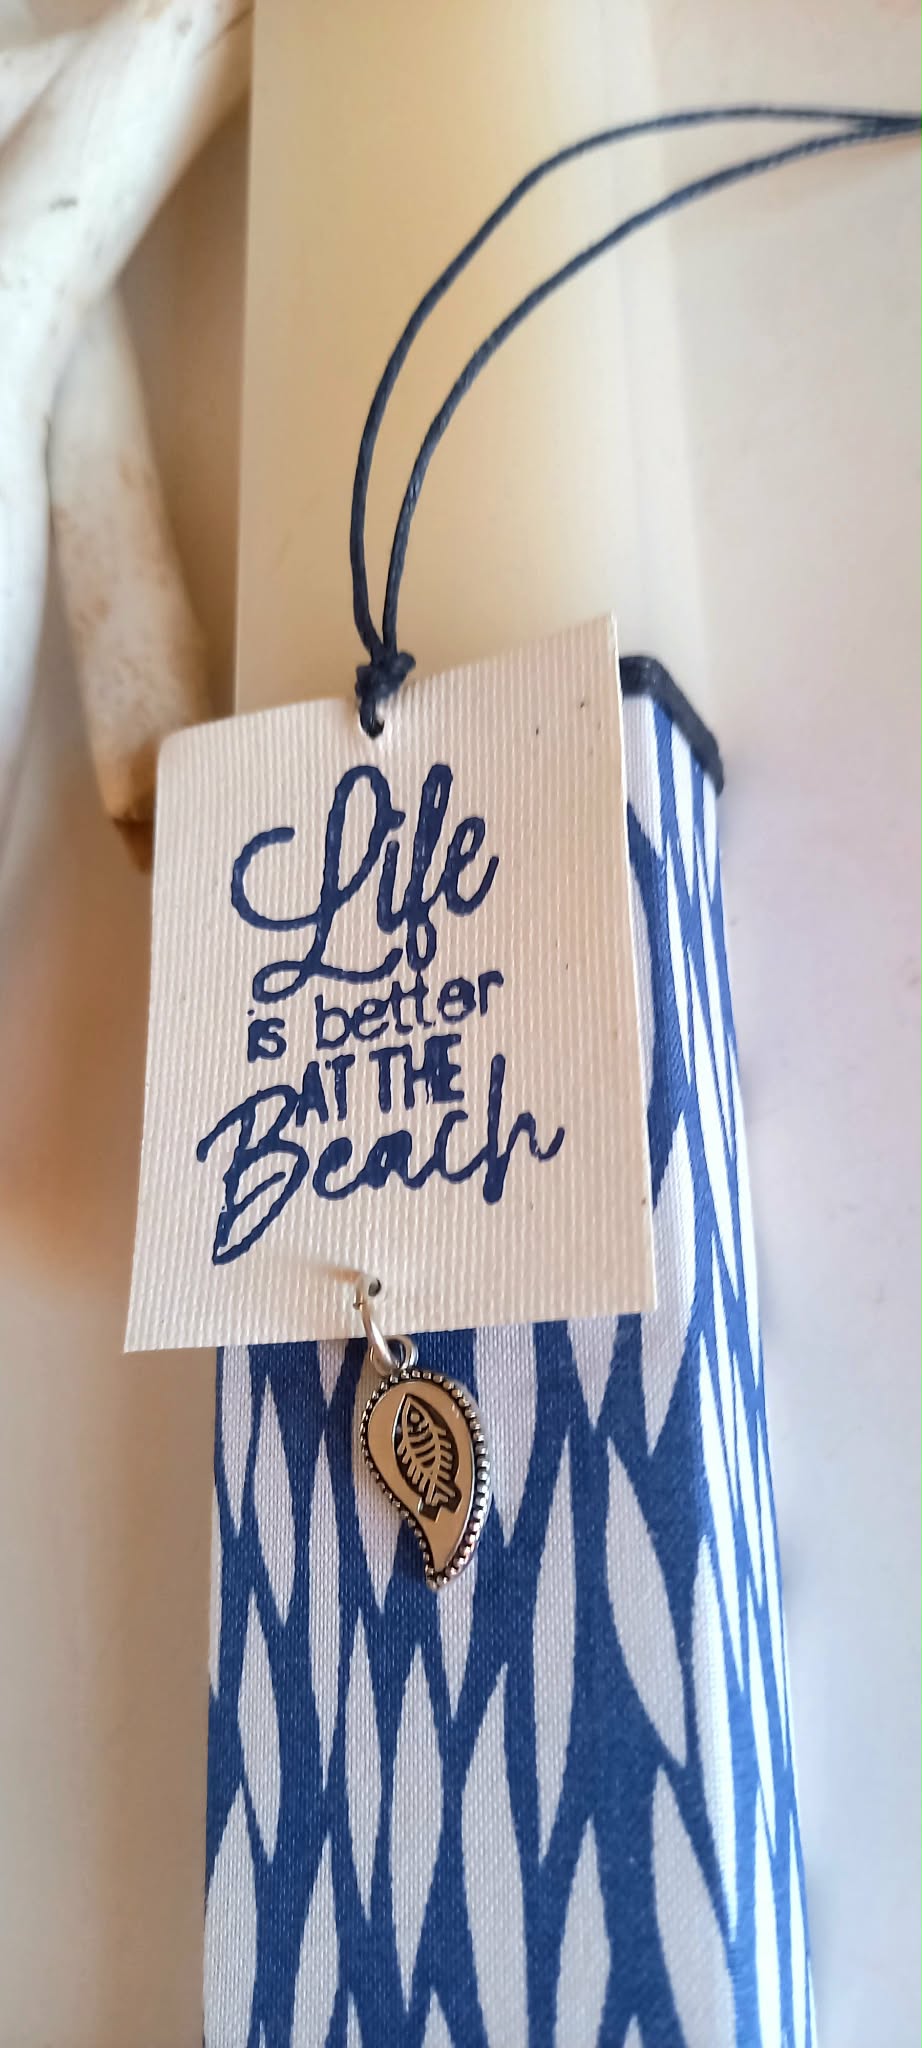 Life
is better
AT THE
Beach